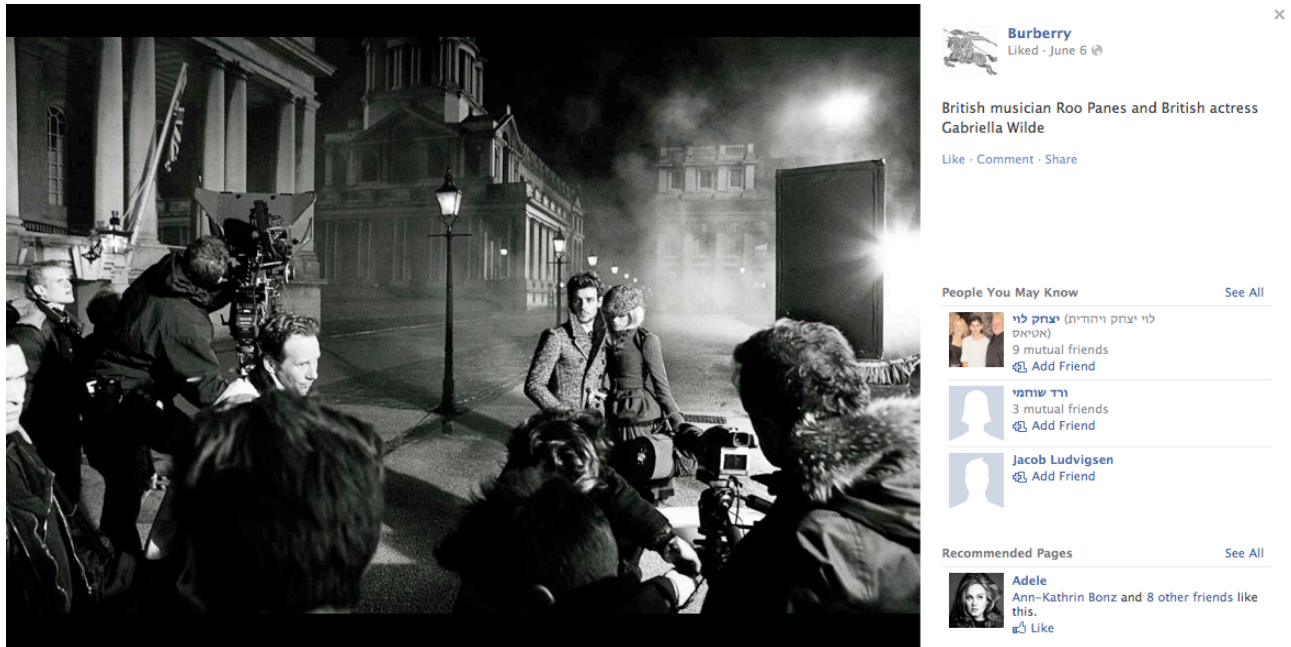 Burberry
Liked · June 6
British musician Roo Panes and British actress
Gabriella Wilde
Like · Comment · Share
People You May Know
See All
יצחק לוי (לוי יצחק ויהודית
אטיאס)
9 mutual friends
Add Friend
ורד שוחמי
3 mutual friends
Add Friend
Jacob Ludvigsen
Add Friend
Recommended Pages
See All
Adele
Ann-Kathrin Bonz and 8 other friends like
this.
Like